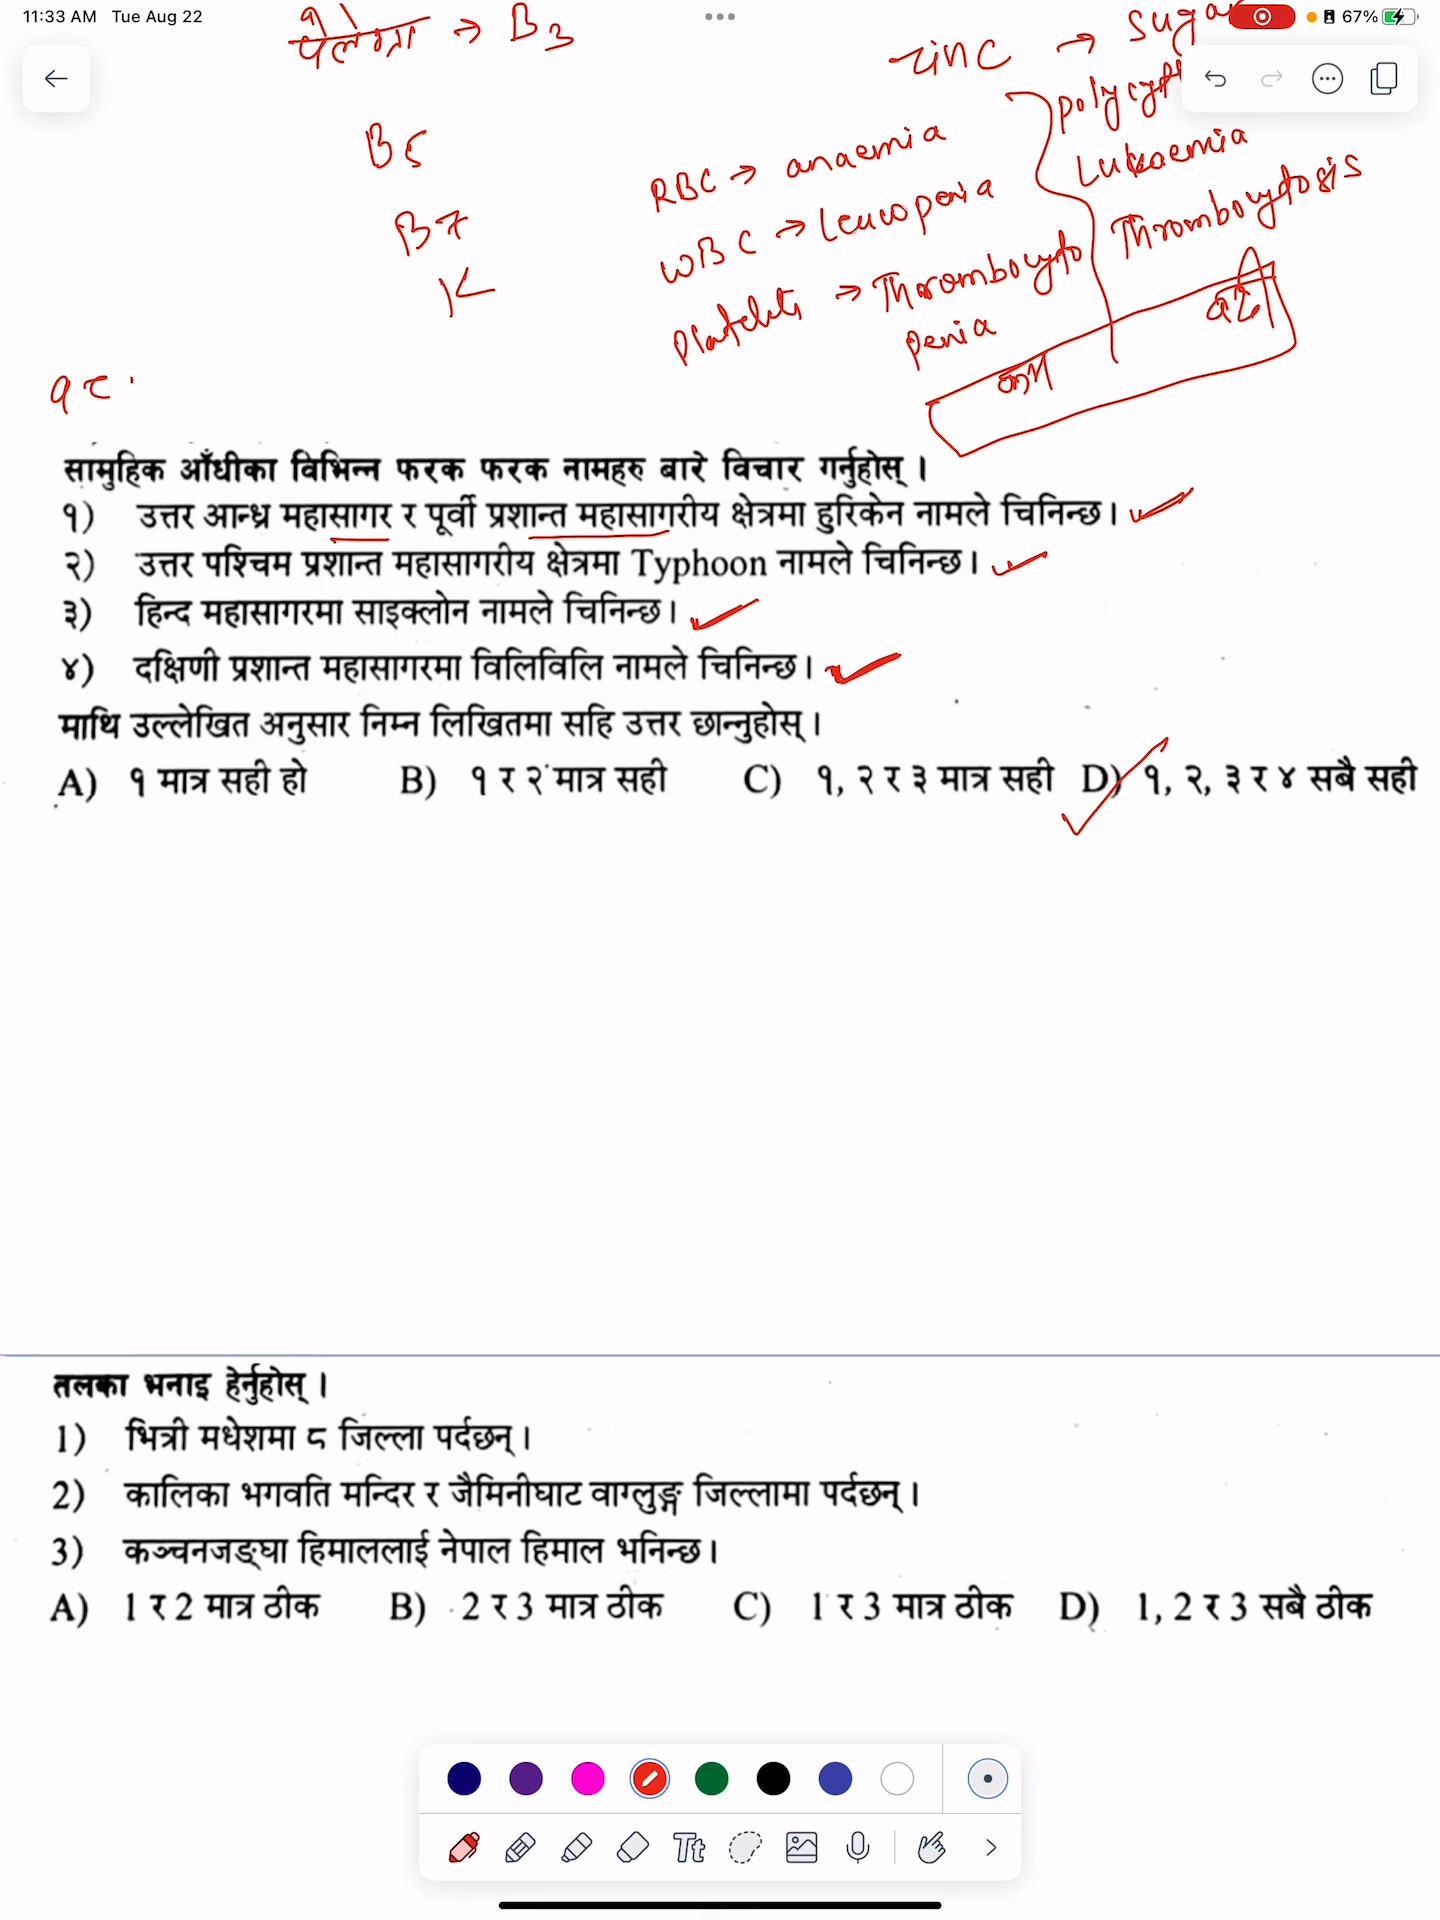 11:33 AM Tue Aug 22
67%
→ B3
zinc →
B5
B7
K
RBC → anaemia
WBC → Leucopenia
Platelets → Thrombocyto
penia
Lukaemia
Thrombocytosis
कम
बढी
१८.
सामुहिक आँधीका विभिन्न फरक फरक नामहरु बारे विचार गर्नुहोस् ।
१) उत्तर आन्ध्र महासागर र पूर्वी प्रशान्त महासागरीय क्षेत्रमा हुरिकेन नामले चिनिन्छ ।
२) उत्तर पश्चिम प्रशान्त महासागरीय क्षेत्रमा Typhoon नामले चिनिन्छ ।
३) हिन्द महासागरमा साइक्लोन नामले चिनिन्छ ।
४) दक्षिणी प्रशान्त महासागरमा विलिविलि नामले चिनिन्छ ।
माथि उल्लेखित अनुसार निम्न लिखितमा सहि उत्तर छान्नुहोस् ।
A) १ मात्र सही हो B) १ र २ मात्र सही C) १, २ र ३ मात्र सही D) १, २, ३ र ४ सबै सही
तलका भनाइ हेर्नुहोस् ।
1) भित्री मधेशमा ८ जिल्ला पर्दछन् ।
2) कालिका भगवति मन्दिर र जैमिनीघाट वाग्लुङ्ग जिल्लामा पर्दछन् ।
3) कञ्चनजङ्घा हिमाललाई नेपाल हिमाल भनिन्छ ।
A) 1 र 2 मात्र ठीक B) 2 र 3 मात्र ठीक C) 1 र 3 मात्र ठीक D) 1, 2 र 3 सबै ठीक
Tt